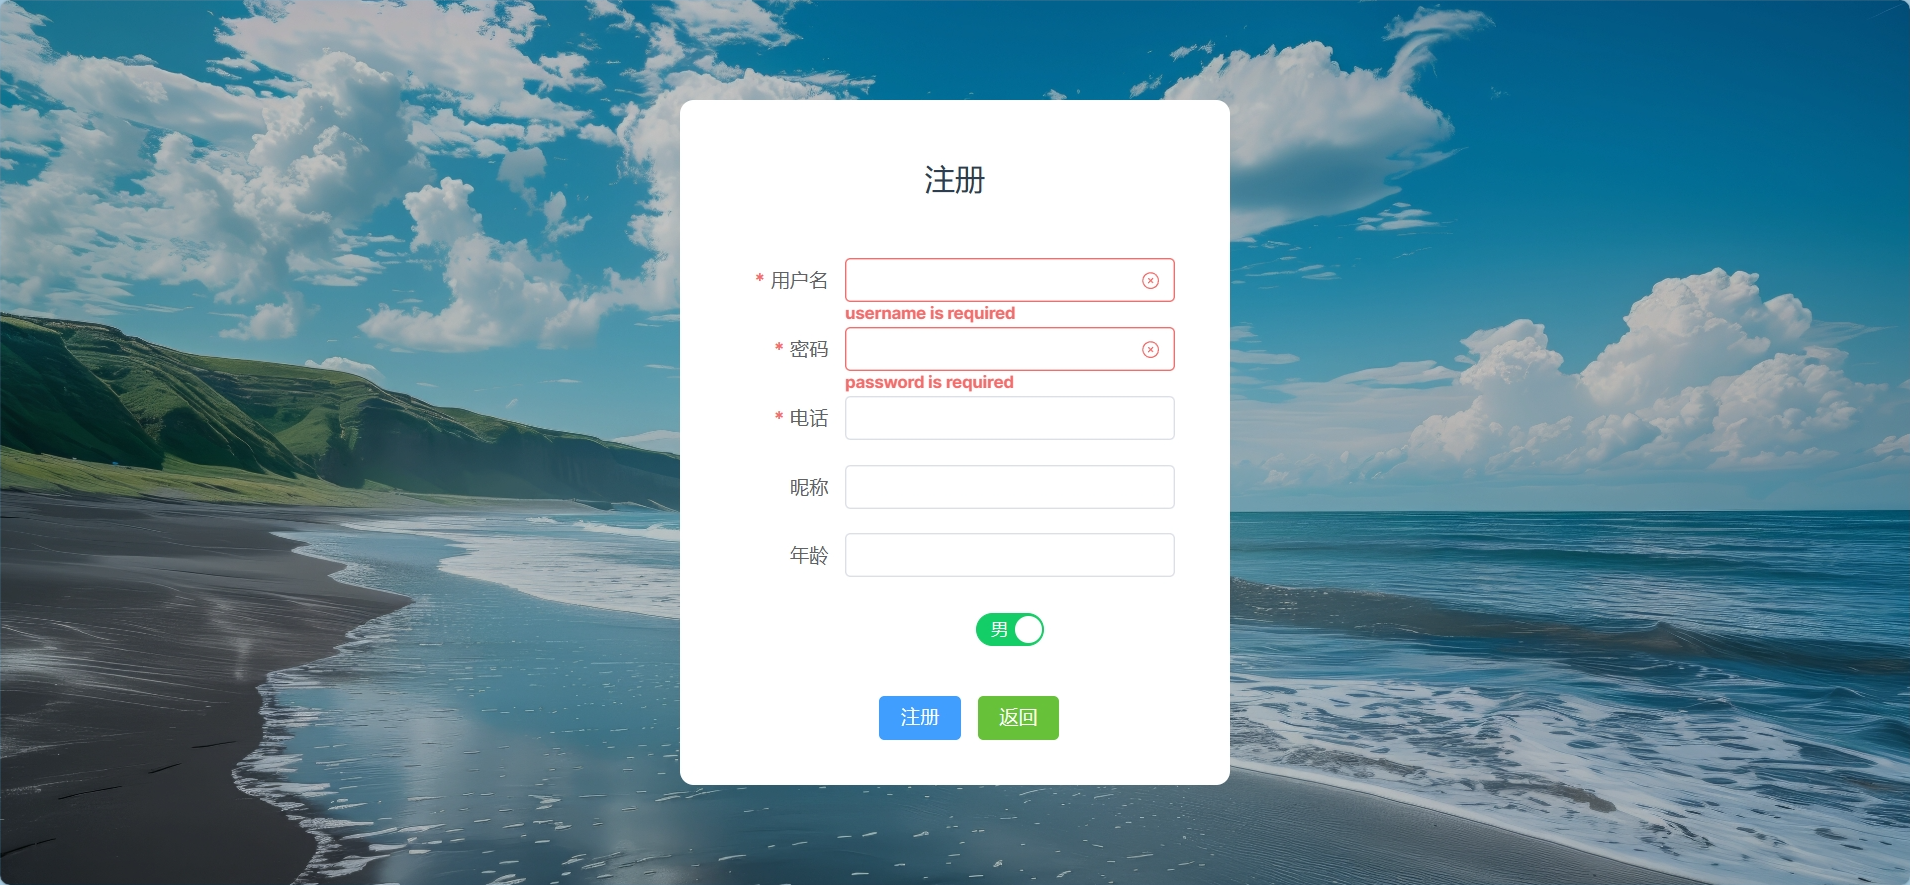 注册
* 用户名
username is required
* 密码
password is required
* 电话
昵称
年龄
男
注册 返回